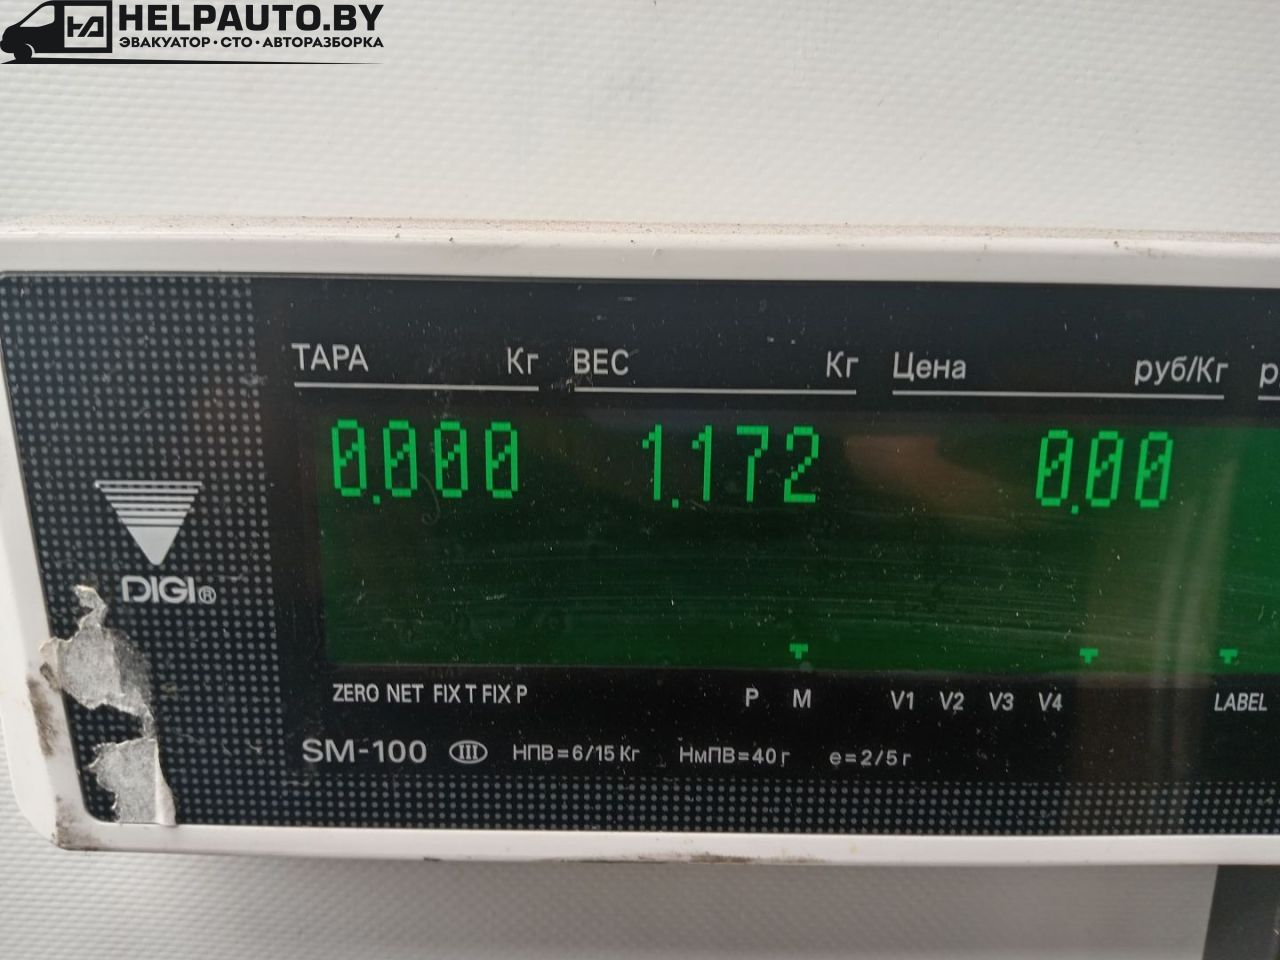 HELPAUTO.BY
ЭВАКУАТОР·СТО·АВТОРАЗБОРКА
ТАРА Кг ВЕС Кг Цена руб/Кг
0.000 1.172 0.00
DIGI®
ZERO NET FIX T FIX P P M V1 V2 V3 V4 LABEL
SM-100 III НПВ=6/15 Кг НмПВ=40 г e=2/5 г